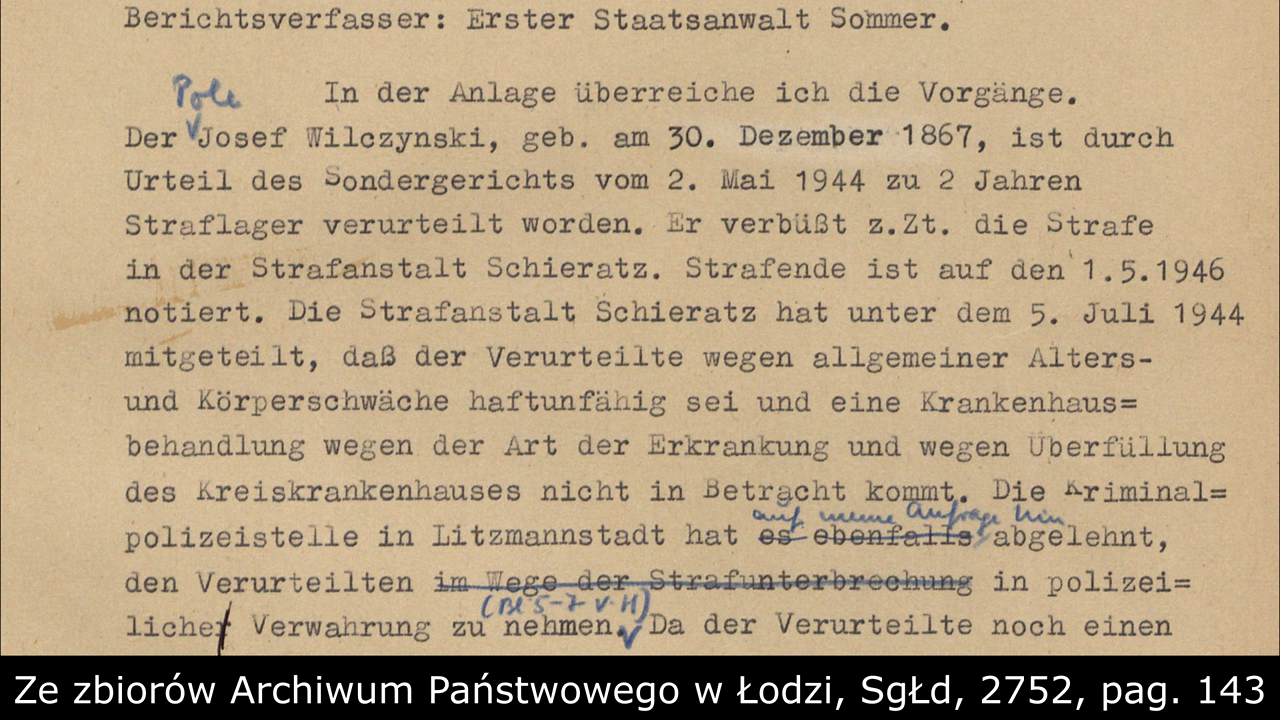 Berichtsverfasser: Erster Staatsanwalt Sommer.
Pole
In der Anlage überreiche ich die Vorgänge.
Der Josef Wilczynski, geb. am 30. Dezember 1867, ist durch
Urteil des Sondergerichts vom 2. Mai 1944 zu 2 Jahren
Straflager verurteilt worden. Er verbüßt z.Zt. die Strafe
in der Strafanstalt Schieratz. Strafende ist auf den 1.5.1946
notiert. Die Strafanstalt Schieratz hat unter dem 5. Juli 1944
mitgeteilt, daß der Verurteilte wegen allgemeiner Alters-
und Körperschwäche haftunfähig sei und eine Krankenhaus=
behandlung wegen der Art der Erkrankung und wegen Überfüllung
des Kreiskrankenhauses nicht in Betracht kommt. Die Kriminal=
auf meine Anfrage hin
polizeistelle in Litzmannstadt hat es ebenfalls abgelehnt,
den Verurteilten im Wege der Strafunterbrechung in polizei=
(Bl 5-7 V.H)
licher Verwahrung zu nehmen. Da der Verurteilte noch einen
Ze zbiorów Archiwum Państwowego w Łodzi, SgŁd, 2752, pag. 143